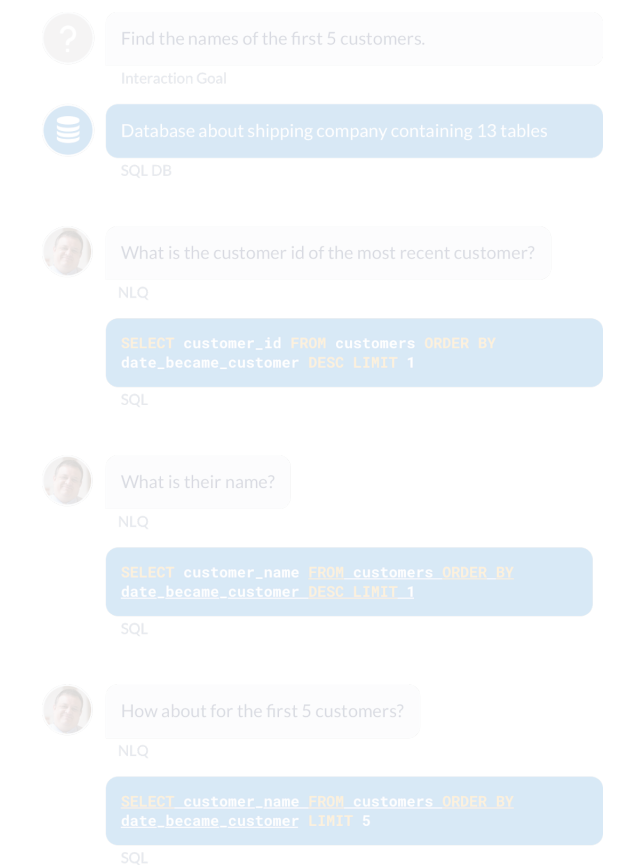 ?
Find the names of the first 5 customers.
Interaction Goal
Database about shipping company containing 13 tables
SQL DB
What is the customer id of the most recent customer?
NLQ
SELECT customer_id FROM customers ORDER BY
date_became_customer DESC LIMIT 1
SQL
What is their name?
NLQ
SELECT customer_name FROM customers ORDER BY
date_became_customer DESC LIMIT 1
SQL
How about for the first 5 customers?
NLQ
SELECT customer_name FROM customers ORDER BY
date_became_customer LIMIT 5
SQL